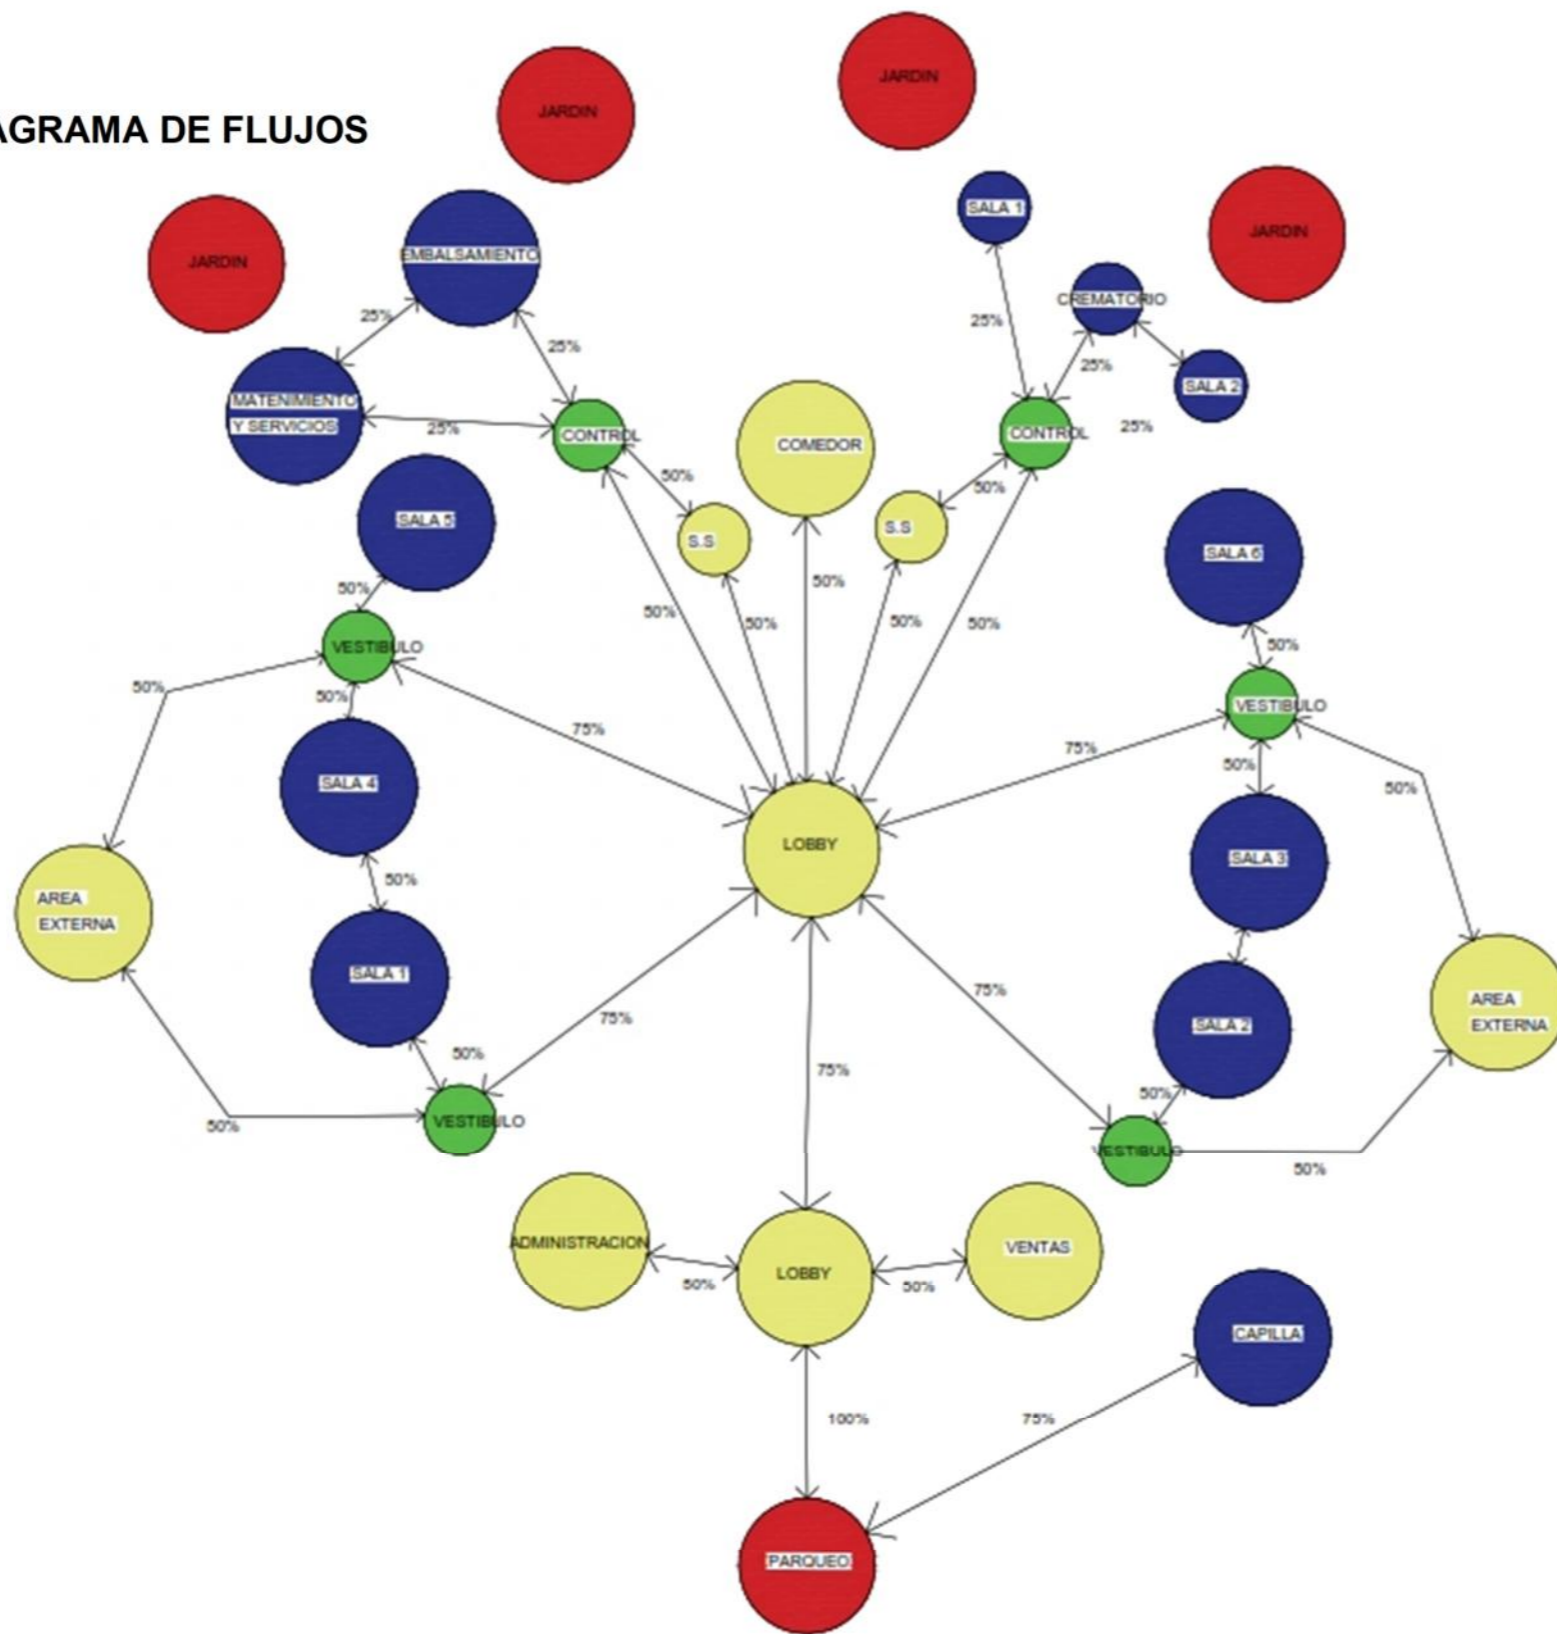 AGRAMA DE FLUJOS
JARDIN
JARDIN
JARDIN
JARDIN
SALA 1
EMBALSAMIENTO
CREMATORIO
25%
25%
25%
25%
SALA 2
MATENIMIENTO
Y SERVICIOS
25%
CONTROL
COMEDOR
CONTROL
25%
50%
50%
SALA 5
S.S
S.S
SALA 6
50%
50%
50%
50%
50%
50%
VESTIBULO
50%
50%
50%
VESTIBULO
75%
75%
50%
50%
SALA 4
LOBBY
SALA 3
50%
AREA
EXTERNA
SALA 1
75%
AREA
EXTERNA
75%
SALA 2
50%
75%
50%
VESTIBULO
50%
VESTIBULO
50%
ADMINISTRACION
VENTAS
LOBBY
50%
50%
CAPILLA
100%
75%
PARQUEO